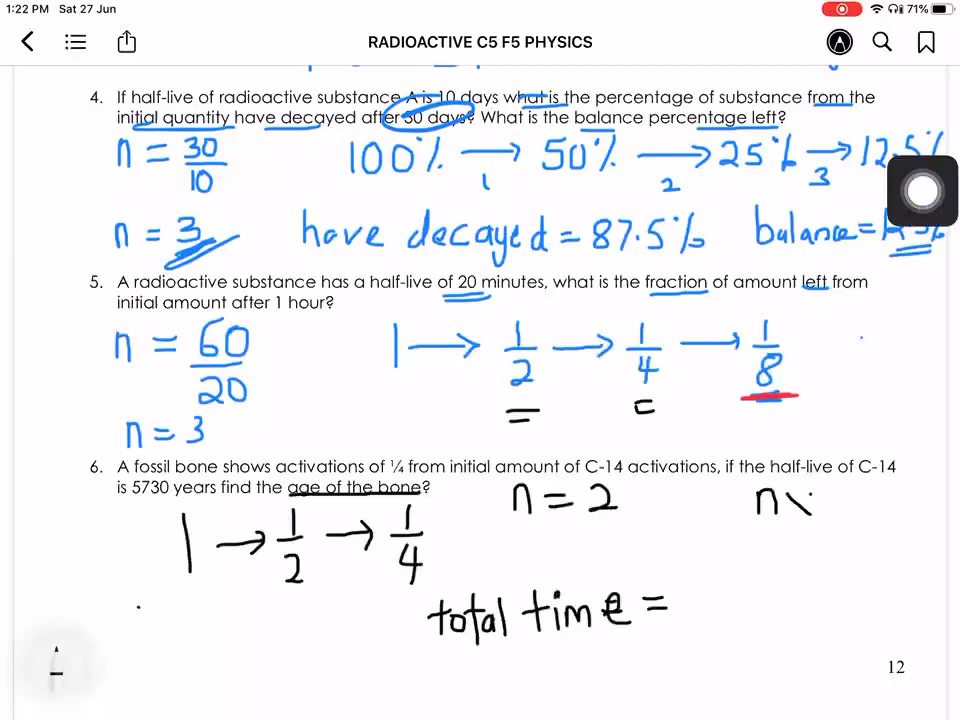 1:22 PM Sat 27 Jun 71%
RADIOACTIVE C5 F5 PHYSICS
4. If half-live of radioactive substance A is 10 days what is the percentage of substance from the
initial quantity have decayed after 30 days? What is the balance percentage left?
n = 30/10 100% → 50% → 25% → 12.5%
1 2 3
n = 3 have decayed = 87.5% balance = 12.5%
5. A radioactive substance has a half-live of 20 minutes, what is the fraction of amount left from
initial amount after 1 hour?
n = 60/20 1 → 1/2 → 1/4 → 1/8
n = 3
6. A fossil bone shows activations of ¼ from initial amount of C-14 activations, if the half-live of C-14
is 5730 years find the age of the bone?
n = 2 n
1 → 1/2 → 1/4
total time =
12